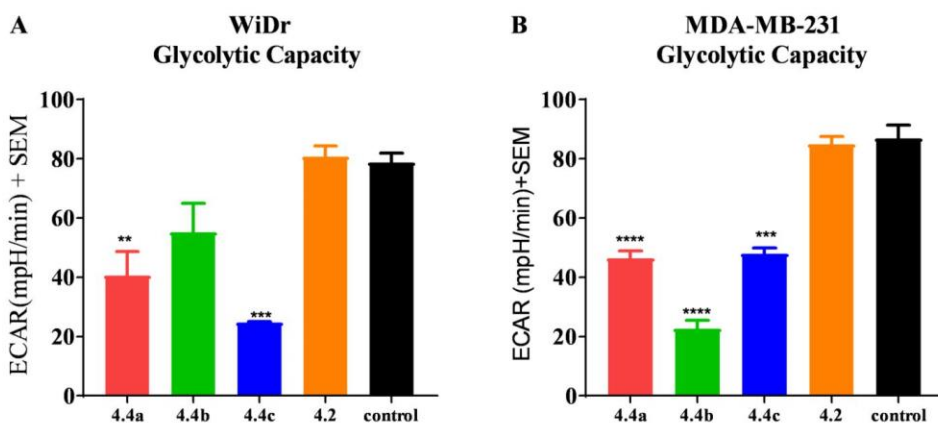 A
WiDr
Glycolytic Capacity
ECAR(mpH/min) + SEM
100
80
60
40
20
0
**
***
4.4a 4.4b 4.4c 4.2 control
B
MDA-MB-231
Glycolytic Capacity
ECAR (mpH/min)+SEM
100
80
60
40
20
0
****
****
***
4.4a 4.4b 4.4c 4.2 control